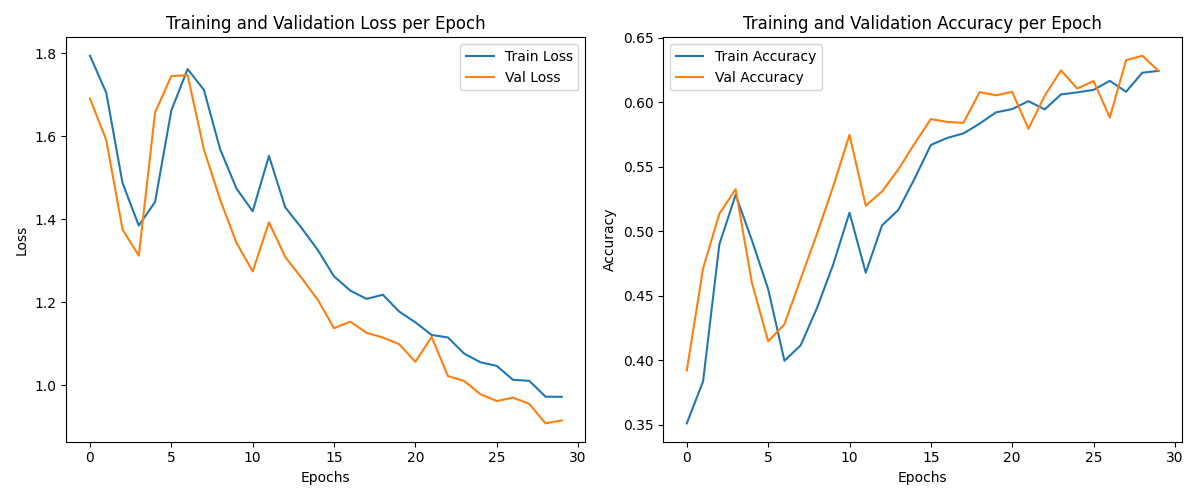 Training and Validation Loss per Epoch
Train Loss
Val Loss
1.8
1.6
1.4
1.2
1.0
Loss
0
5
10
15
20
25
30
Epochs
Training and Validation Accuracy per Epoch
Train Accuracy
Val Accuracy
0.65
0.60
0.55
0.50
0.45
0.40
0.35
Accuracy
0
5
10
15
20
25
30
Epochs